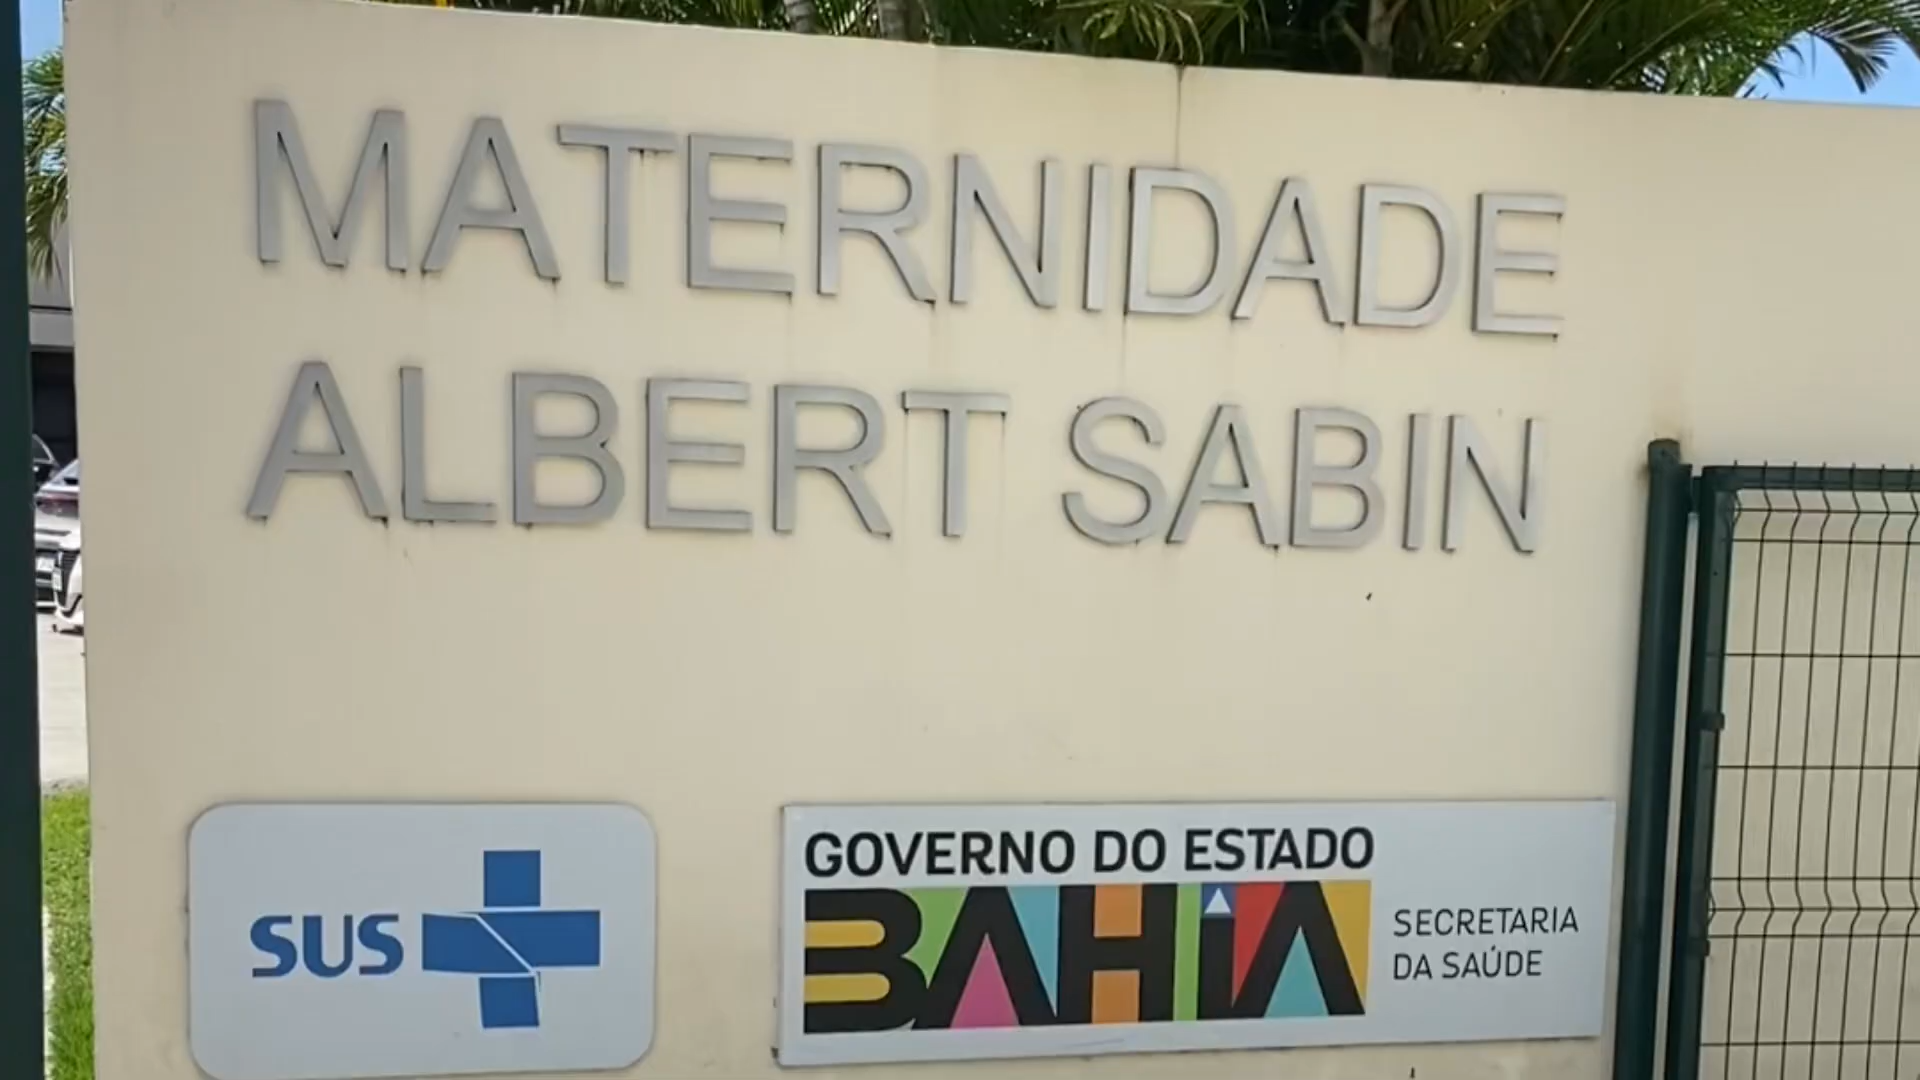 MATERNIDADE
ALBERT SABIN
SUS
GOVERNO DO ESTADO
BAHIA
SECRETARIA
DA SAÚDE